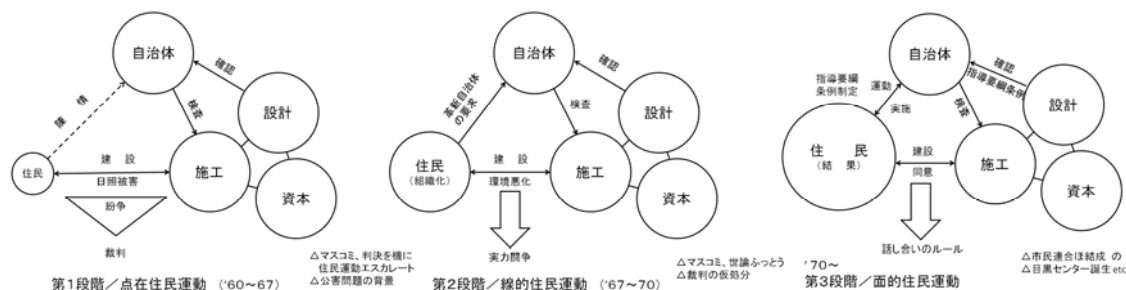 自治体
確認
陳情
検査
設計
住民
建設
日照被害
施工
資本
紛争
裁判
△マスコミ、判決を機に
住民運動エスカレート
△公害問題の背景
第1段階／点在住民運動 ('60～67)
自治体
確認
革新自治体
の要求
検査
設計
住民
(組織化)
建設
環境悪化
施工
資本
実力闘争
△マスコミ、世論ふっとう
△裁判の仮処分
第2段階／線的住民運動 ('67～70)
自治体
確認
指導要綱条例
指導要綱
条例制定
運動
実施
検査
設計
住民
(結果)
建設
同意
施工
資本
話し合いのルール
'70～
第3段階／面的住民運動
△市民連合ほ結成 の
△目黒センター誕生 etc